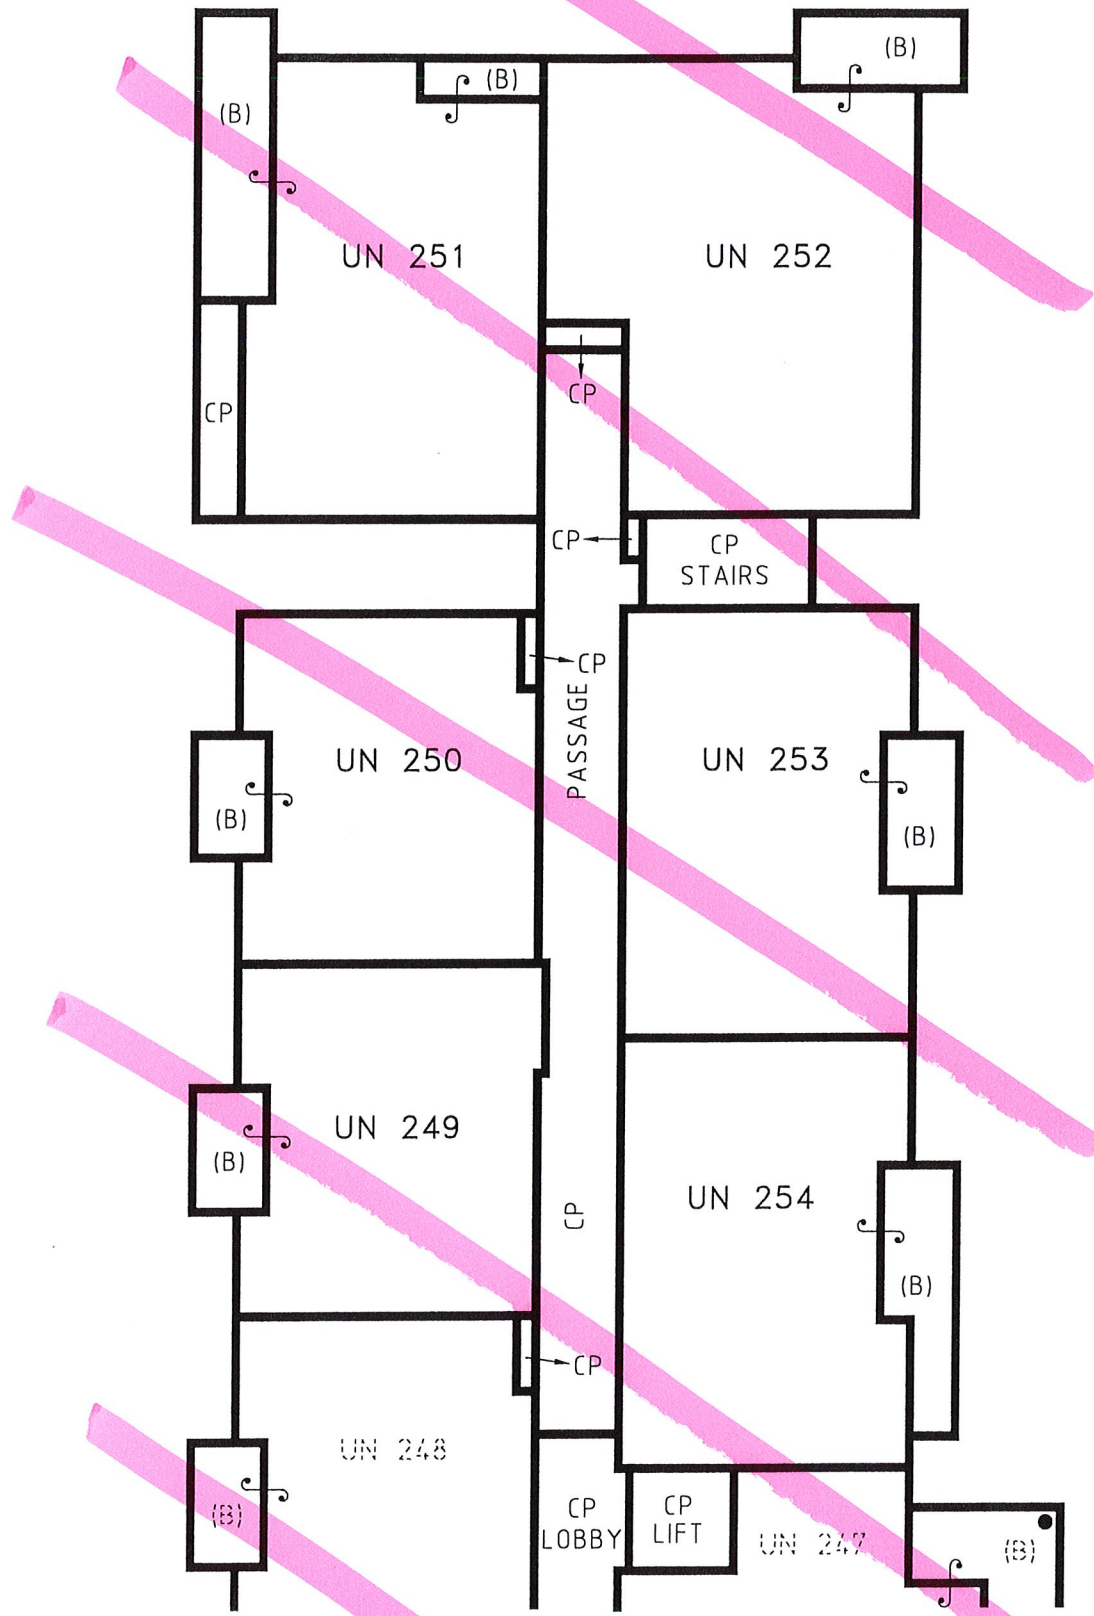 (B)
(B)
(B)
UN 251
UN 252
CP
CP
CP
CP
STAIRS
CP
PASSAGE
UN 250
UN 253
(B)
(B)
UN 249
(B)
UN 254
CP
(B)
CP
UN 248
(B)
CP
LOBBY
CP
LIFT
UN 247
(B)